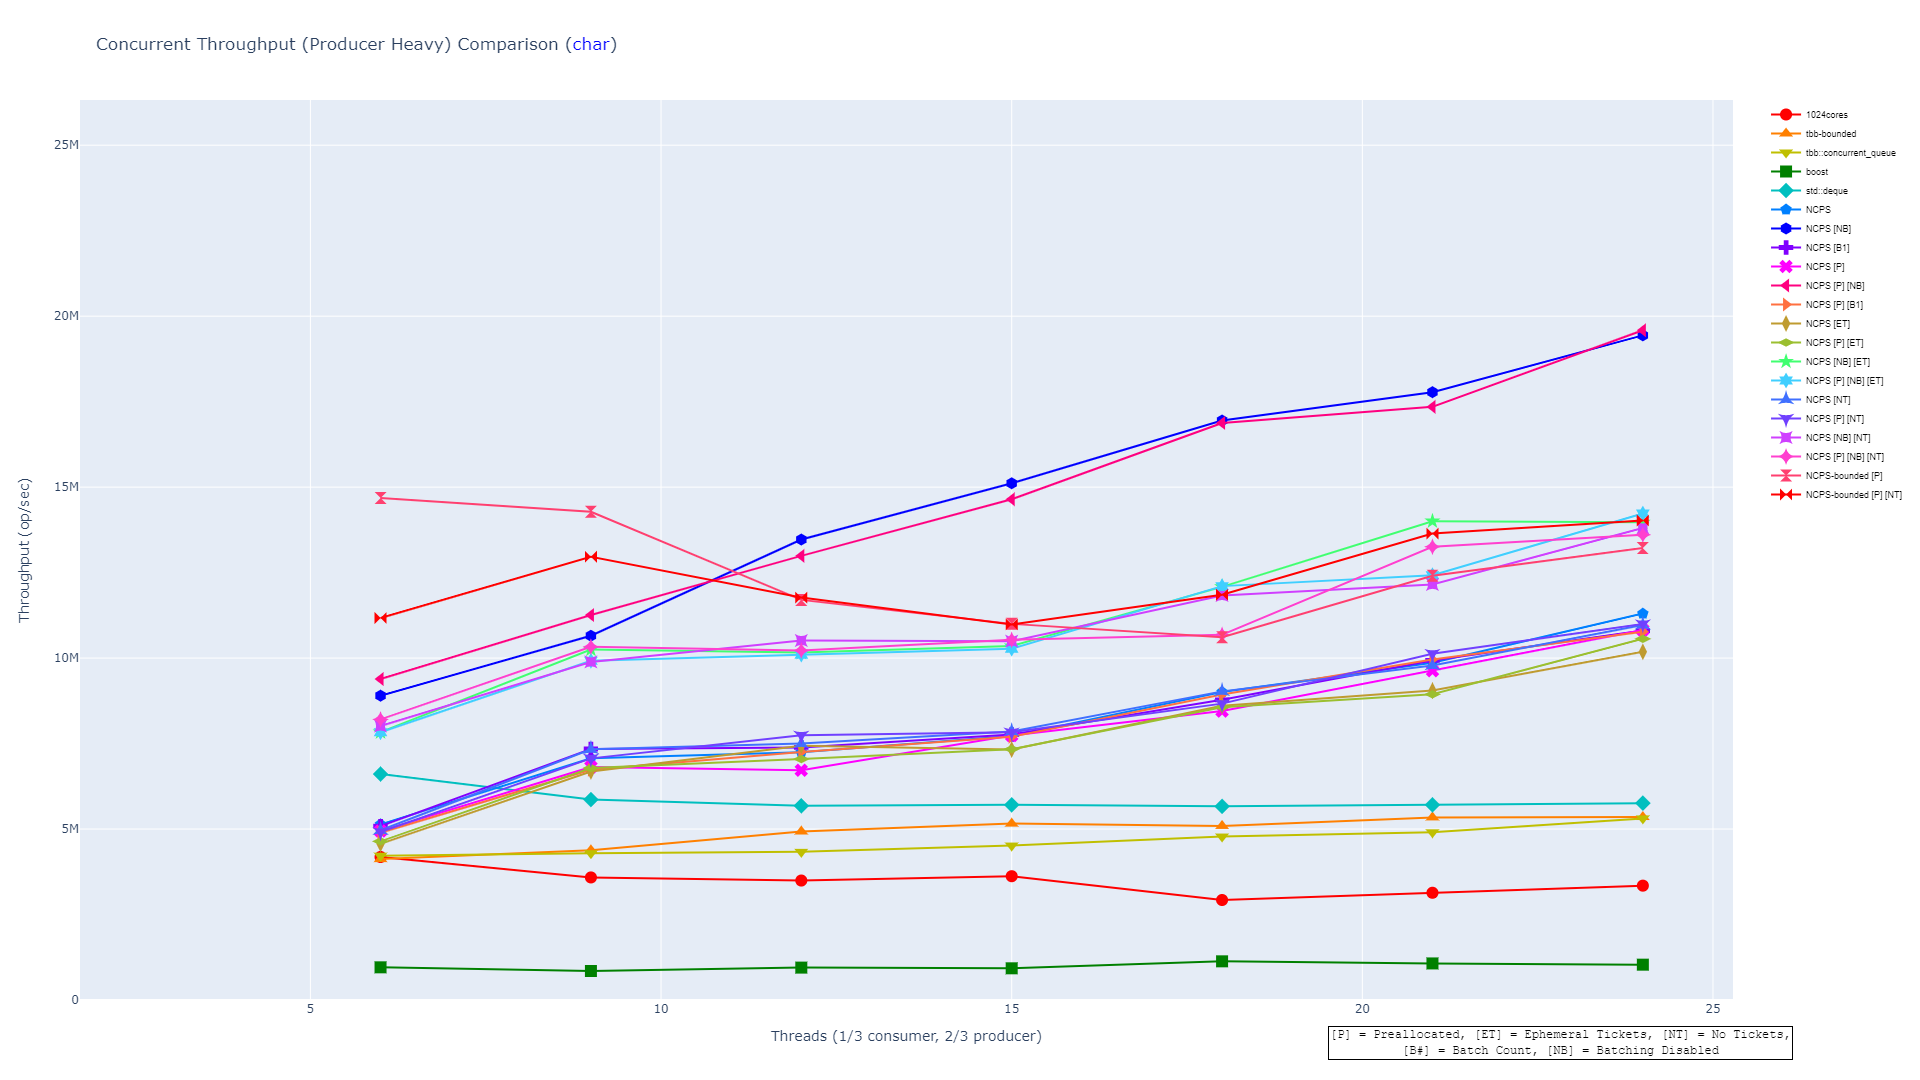 Concurrent Throughput (Producer Heavy) Comparison (char)
25M
20M
15M
10M
5M
0
Throughput (op/sec)
5
10
15
20
25
Threads (1/3 consumer, 2/3 producer)
1024cores
tbb-bounded
tbb::concurrent_queue
boost
std::deque
NCPS
NCPS [NB]
NCPS [B1]
NCPS [P]
NCPS [P] [NB]
NCPS [P] [B1]
NCPS [ET]
NCPS [P] [ET]
NCPS [NB] [ET]
NCPS [P] [NB] [ET]
NCPS [NT]
NCPS [P] [NT]
NCPS [NB] [NT]
NCPS [P] [NB] [NT]
NCPS-bounded [P]
NCPS-bounded [P] [NT]
[P] = Preallocated, [ET] = Ephemeral Tickets, [NT] = No Tickets,
[B#] = Batch Count, [NB] = Batching Disabled